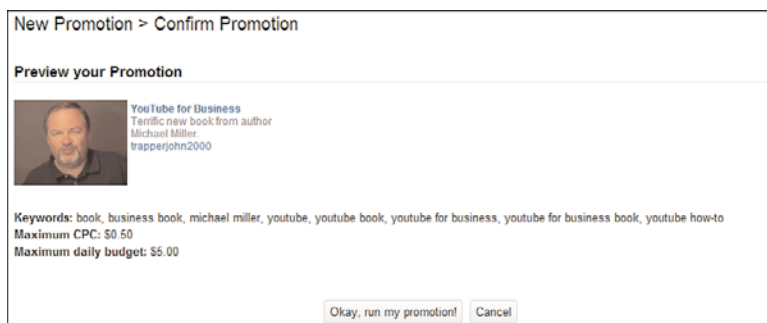 New Promotion > Confirm Promotion
Preview your Promotion
YouTube for Business
Terrific new book from author
Michael Miller.
trapperjohn2000
Keywords: book, business book, michael miller, youtube, youtube book, youtube for business, youtube for business book, youtube how-to
Maximum CPC: $0.50
Maximum daily budget: $5.00
Okay, run my promotion! Cancel